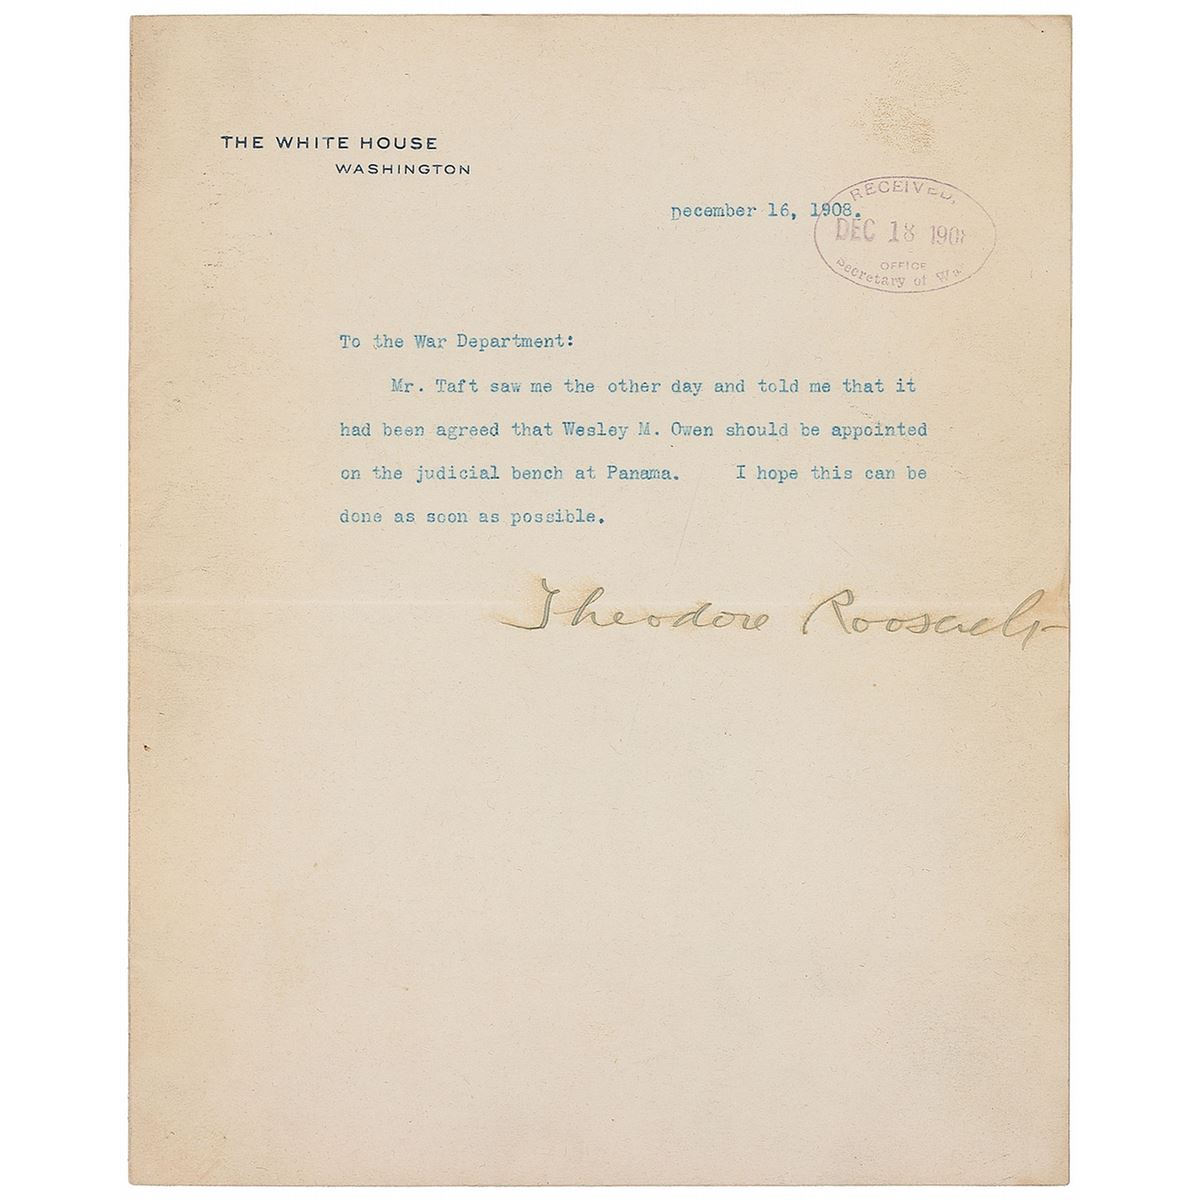 THE WHITE HOUSE
WASHINGTON
December 16, 1908.
RECEIVED,
DEC 18 1908
OFFICE
Secretary of Wa
To the War Department:
Mr. Taft saw me the other day and told me that it
had been agreed that Wesley M. Owen should be appointed
on the judicial bench at Panama. I hope this can be
done as soon as possible.
Theodore Roosevelt